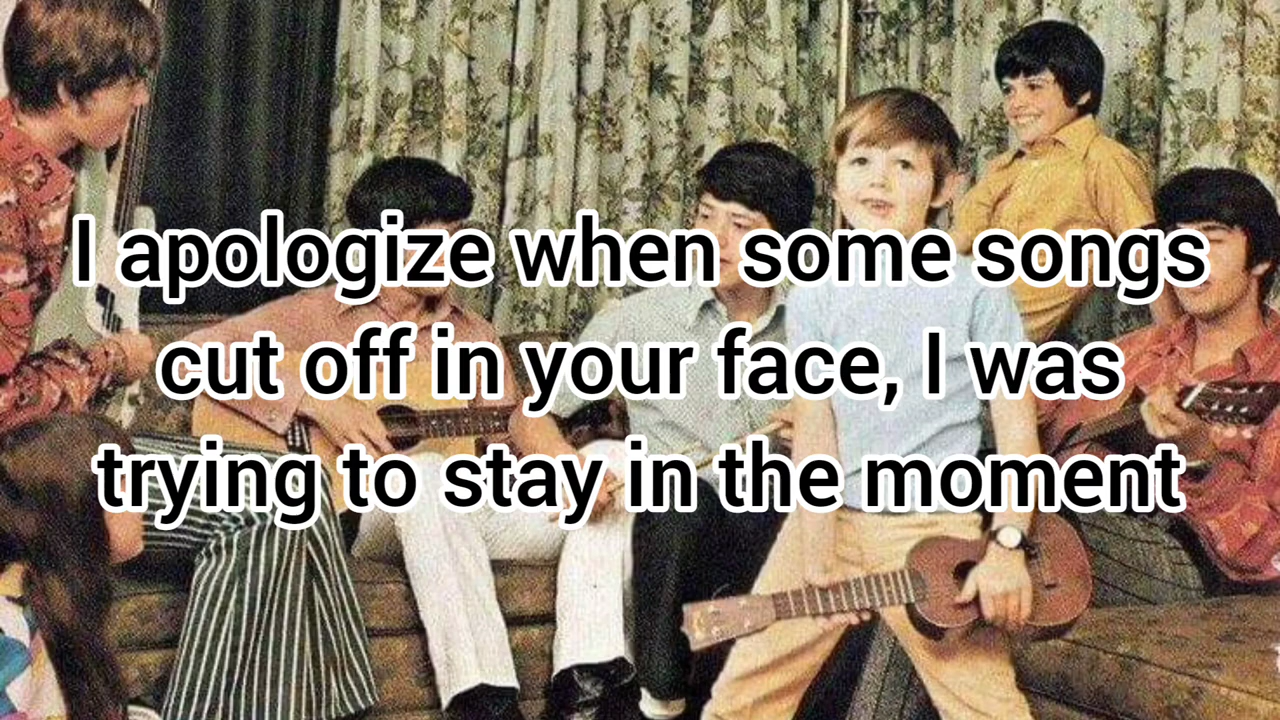 I apologize when some songs
cut off in your face, I was
trying to stay in the moment